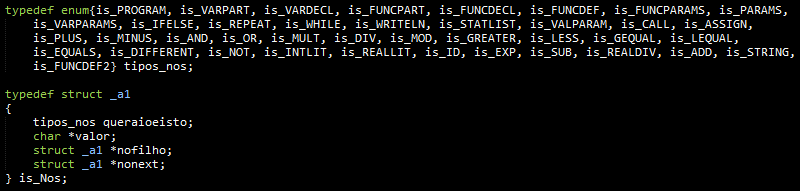 typedef enum{is_PROGRAM, is_VARPART, is_VARDECL, is_FUNCPART, is_FUNCDECL, is_FUNCDEF, is_FUNCPARAMS, is_PARAMS,
is_VARPARAMS, is_IFELSE, is_REPEAT, is_WHILE, is_WRITELN, is_STATLIST, is_VALPARAM, is_CALL, is_ASSIGN,
is_PLUS, is_MINUS, is_AND, is_OR, is_MULT, is_DIV, is_MOD, is_GREATER, is_LESS, is_GEQUAL, is_LEQUAL,
is_EQUALS, is_DIFFERENT, is_NOT, is_INTLIT, is_REALLIT, is_ID, is_EXP, is_SUB, is_REALDIV, is_ADD, is_STRING,
is_FUNCDEF2} tipos_nos;
typedef struct _a1
{
tipos_nos queraioeisto;
char *valor;
struct _a1 *nofilho;
struct _a1 *nonext;
} is_Nos;